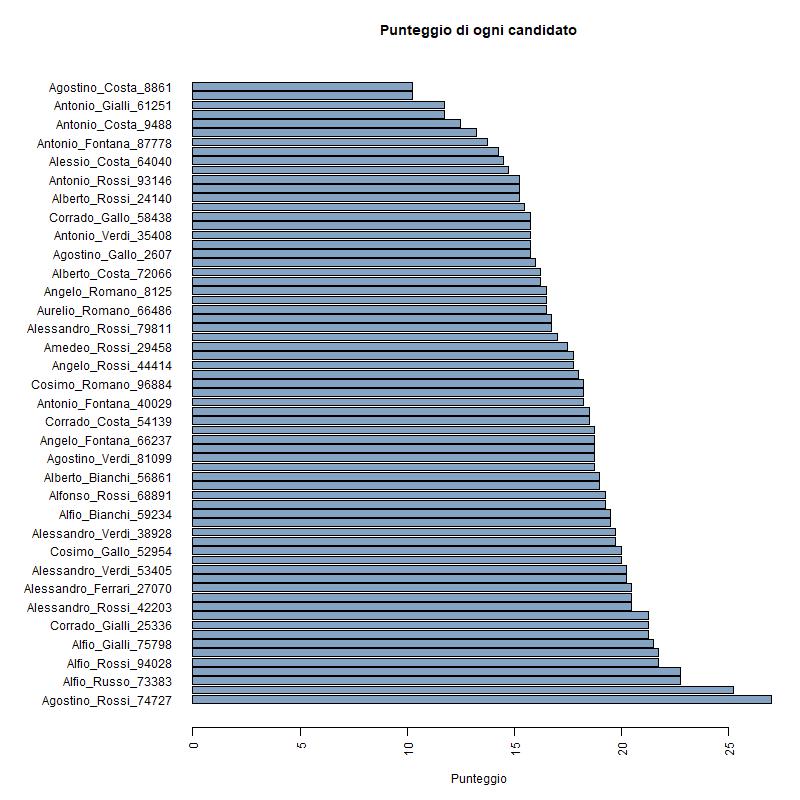 Punteggio di ogni candidato
Agostino_Costa_8861
Antonio_Gialli_61251
Antonio_Costa_9488
Antonio_Fontana_87778
Alessio_Costa_64040
Antonio_Rossi_93146
Alberto_Rossi_24140
Corrado_Gallo_58438
Antonio_Verdi_35408
Agostino_Gallo_2607
Alberto_Costa_72066
Angelo_Romano_8125
Aurelio_Romano_66486
Alessandro_Rossi_79811
Amedeo_Rossi_29458
Angelo_Rossi_44414
Cosimo_Romano_96884
Antonio_Fontana_40029
Corrado_Costa_54139
Angelo_Fontana_66237
Agostino_Verdi_81099
Alberto_Bianchi_56861
Alfonso_Rossi_68891
Alfio_Bianchi_59234
Alessandro_Verdi_38928
Cosimo_Gallo_52954
Alessandro_Verdi_53405
Alessandro_Ferrari_27070
Alessandro_Rossi_42203
Corrado_Gialli_25336
Alfio_Gialli_75798
Alfio_Rossi_94028
Alfio_Russo_73383
Agostino_Rossi_74727
0 5 10 15 20 25
Punteggio